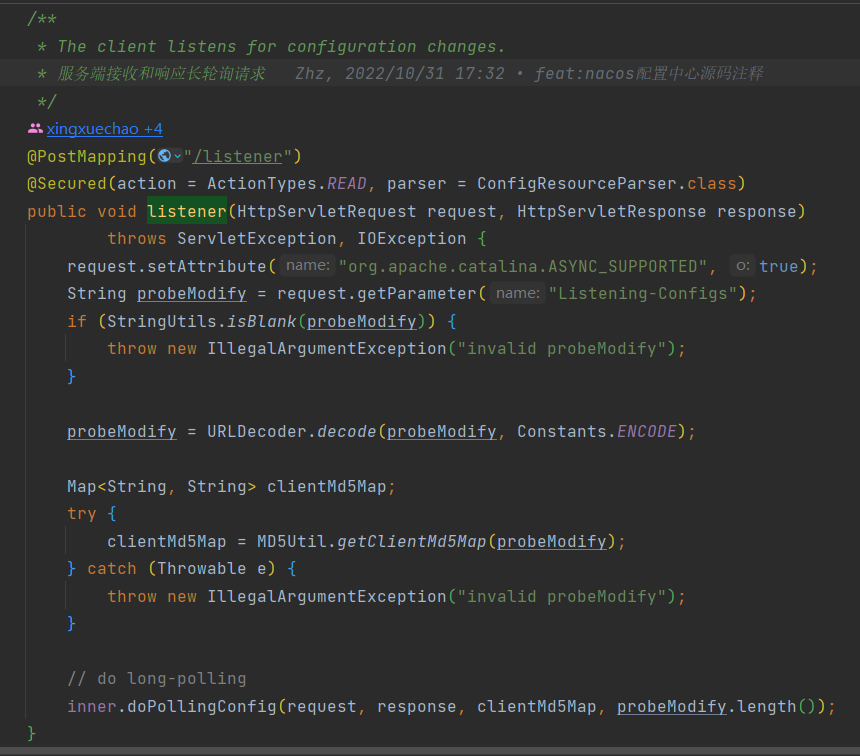 /**
 * The client listens for configuration changes.
 * 服务端接收和响应长轮询请求 Zhz, 2022/10/31 17:32 • feat:nacos配置中心源码注释
 */
xingxuechao +4
@PostMapping("/listener")
@Secured(action = ActionTypes.READ, parser = ConfigResourceParser.class)
public void listener(HttpServletRequest request, HttpServletResponse response)
        throws ServletException, IOException {
    request.setAttribute( name: "org.apache.catalina.ASYNC_SUPPORTED", o: true);
    String probeModify = request.getParameter( name: "Listening-Configs");
    if (StringUtils.isBlank(probeModify)) {
        throw new IllegalArgumentException("invalid probeModify");
    }
    probeModify = URLDecoder.decode(probeModify, Constants.ENCODE);
    Map<String, String> clientMd5Map;
    try {
        clientMd5Map = MD5Util.getClientMd5Map(probeModify);
    } catch (Throwable e) {
        throw new IllegalArgumentException("invalid probeModify");
    }
    // do long-polling
    inner.doPollingConfig(request, response, clientMd5Map, probeModify.length());
}